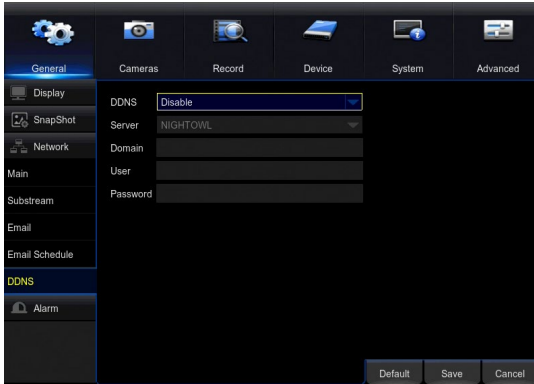 General Cameras Record Device System Advanced
Display
SnapShot
Network
Main
Substream
Email
Email Schedule
DDNS
Alarm
DDNS Disable
Server NIGHTOWL
Domain
User
Password
Default Save Cancel